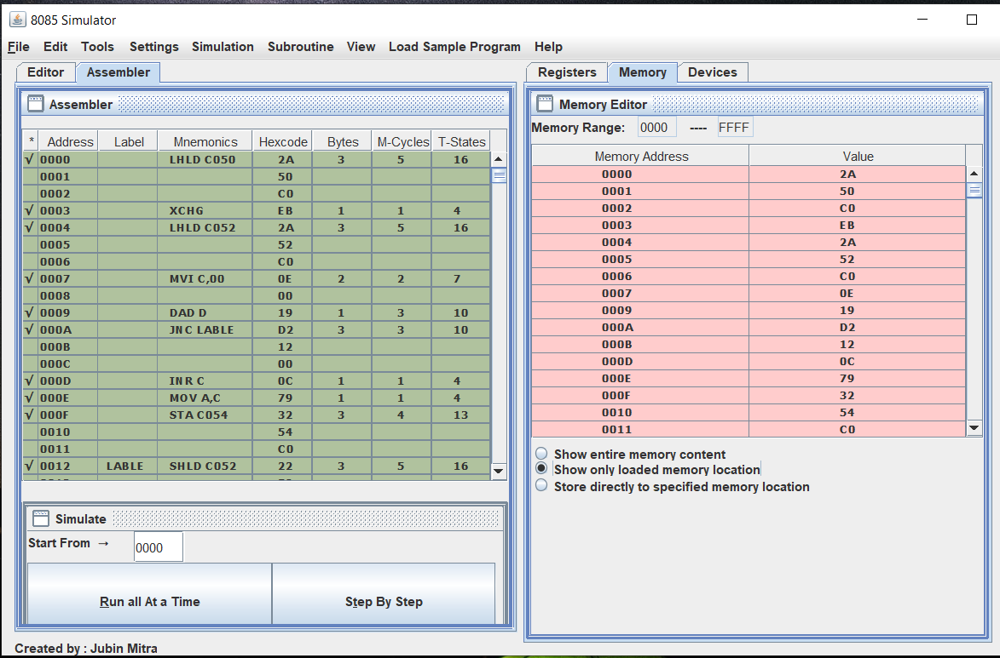 8085 Simulator
File Edit Tools Settings Simulation Subroutine View Load Sample Program Help
Editor Assembler
Assembler
* Address Label Mnemonics Hexcode Bytes M-Cycles T-States
√ 0000 LHLD C050 2A 3 5 16
0001 50
0002 C0
√ 0003 XCHG EB 1 1 4
√ 0004 LHLD C052 2A 3 5 16
0005 52
0006 C0
√ 0007 MVI C,00 0E 2 2 7
0008 00
√ 0009 DAD D 19 1 3 10
√ 000A JNC LABLE D2 3 3 10
000B 12
000C 00
√ 000D INR C 0C 1 1 4
√ 000E MOV A,C 79 1 1 4
√ 000F STA C054 32 3 4 13
0010 54
0011 C0
√ 0012 LABLE SHLD C052 22 3 5 16
Simulate
Start From → 0000
Run all At a Time Step By Step
Created by : Jubin Mitra
Registers Memory Devices
Memory Editor
Memory Range: 0000 ---- FFFF
Memory Address Value
0000 2A
0001 50
0002 C0
0003 EB
0004 2A
0005 52
0006 C0
0007 0E
0009 19
000A D2
000B 12
000D 0C
000E 79
000F 32
0010 54
0011 C0
Show entire memory content
Show only loaded memory location
Store directly to specified memory location